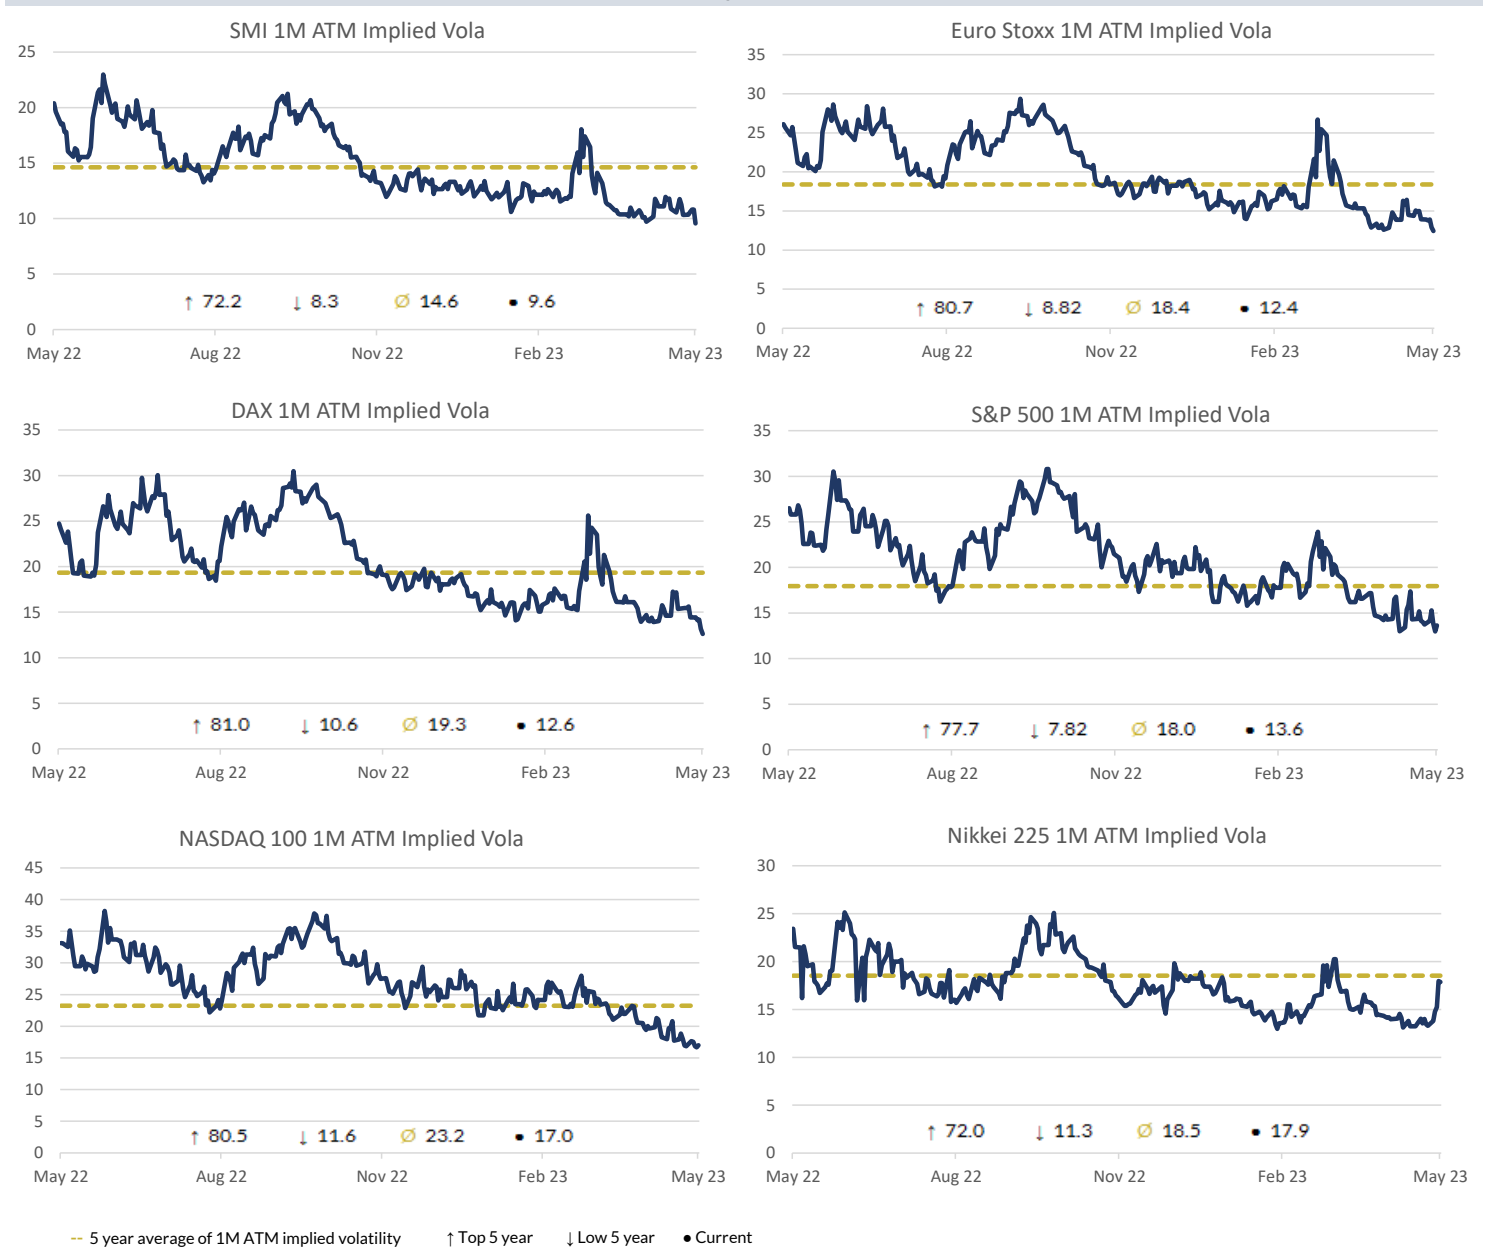 SMI 1M ATM Implied Vola
25
20
15
10
5
0
↑ 72.2 ↓ 8.3 Ø 14.6 • 9.6
May 22 Aug 22 Nov 22 Feb 23 May 23
Euro Stoxx 1M ATM Implied Vola
35
30
25
20
15
10
5
0
↑ 80.7 ↓ 8.82 Ø 18.4 • 12.4
May 22 Aug 22 Nov 22 Feb 23 May 23
DAX 1M ATM Implied Vola
35
30
25
20
15
10
5
0
↑ 81.0 ↓ 10.6 Ø 19.3 • 12.6
May 22 Aug 22 Nov 22 Feb 23 May 23
S&P 500 1M ATM Implied Vola
35
30
25
20
15
10
5
0
↑ 77.7 ↓ 7.82 Ø 18.0 • 13.6
May 22 Aug 22 Nov 22 Feb 23 May 23
NASDAQ 100 1M ATM Implied Vola
45
40
35
30
25
20
15
10
5
0
↑ 80.5 ↓ 11.6 Ø 23.2 • 17.0
May 22 Aug 22 Nov 22 Feb 23 May 23
Nikkei 225 1M ATM Implied Vola
30
25
20
15
10
5
0
↑ 72.0 ↓ 11.3 Ø 18.5 • 17.9
May 22 Aug 22 Nov 22 Feb 23 May 23
-- 5 year average of 1M ATM implied volatility ↑ Top 5 year ↓ Low 5 year • Current